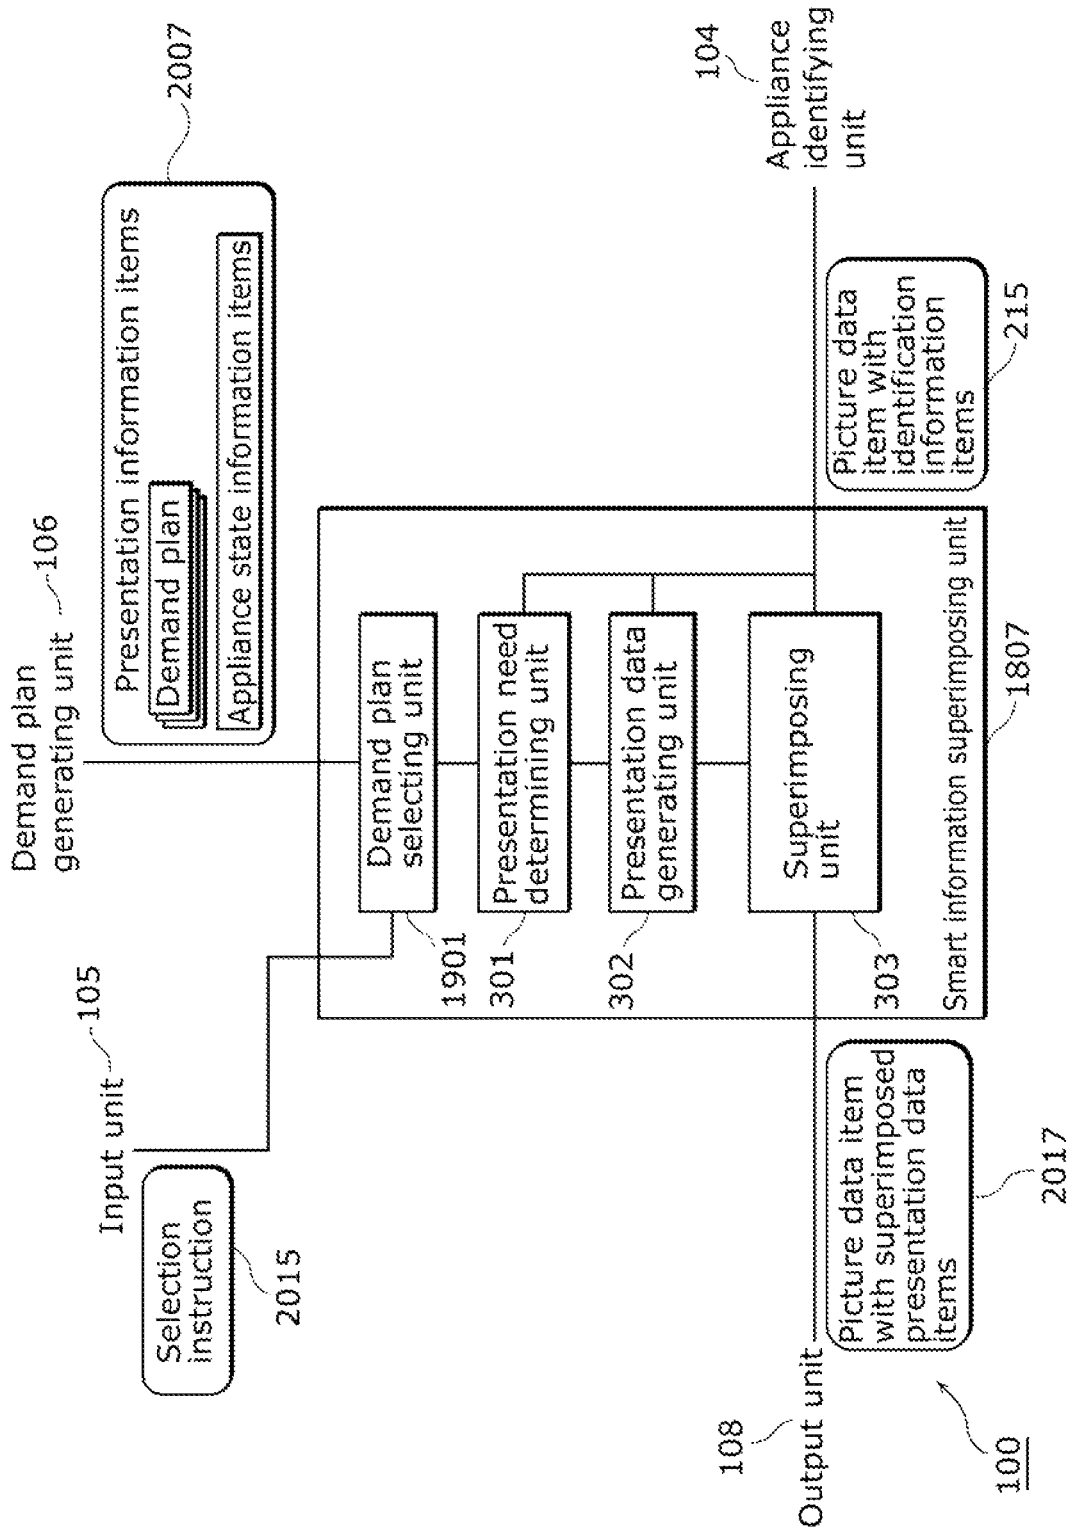 Demand plan
generating unit
106
Input unit
105
Selection
instruction
2015
Presentation information items
Demand plan
Appliance state information items
2007
Demand plan
selecting unit
1901
Presentation need
determining unit
301
Presentation data
generating unit
302
Superimposing
unit
303
Smart information superimposing unit
1807
104
Appliance
identifying
unit
Picture data
item with
identification
information
items
215
108
Output unit
Picture data item
with superimposed
presentation data
items
2017
100